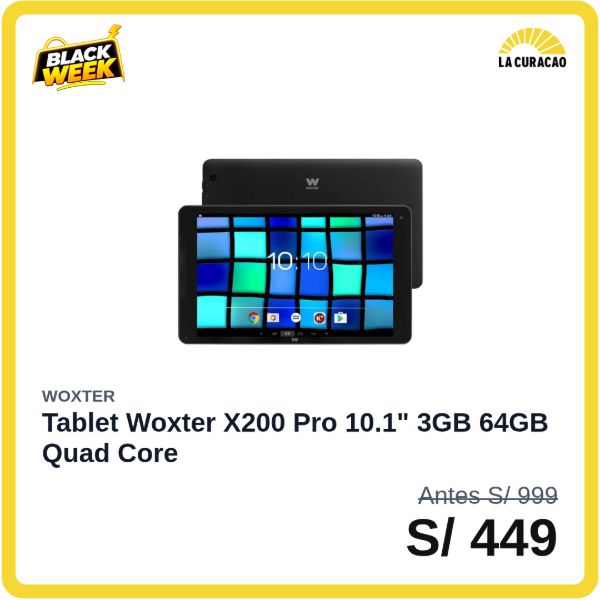 BLACK
WEEK
LA CURACAO
10:10
WOXTER
Tablet Woxter X200 Pro 10.1" 3GB 64GB
Quad Core
Antes S/ 999
S/ 449